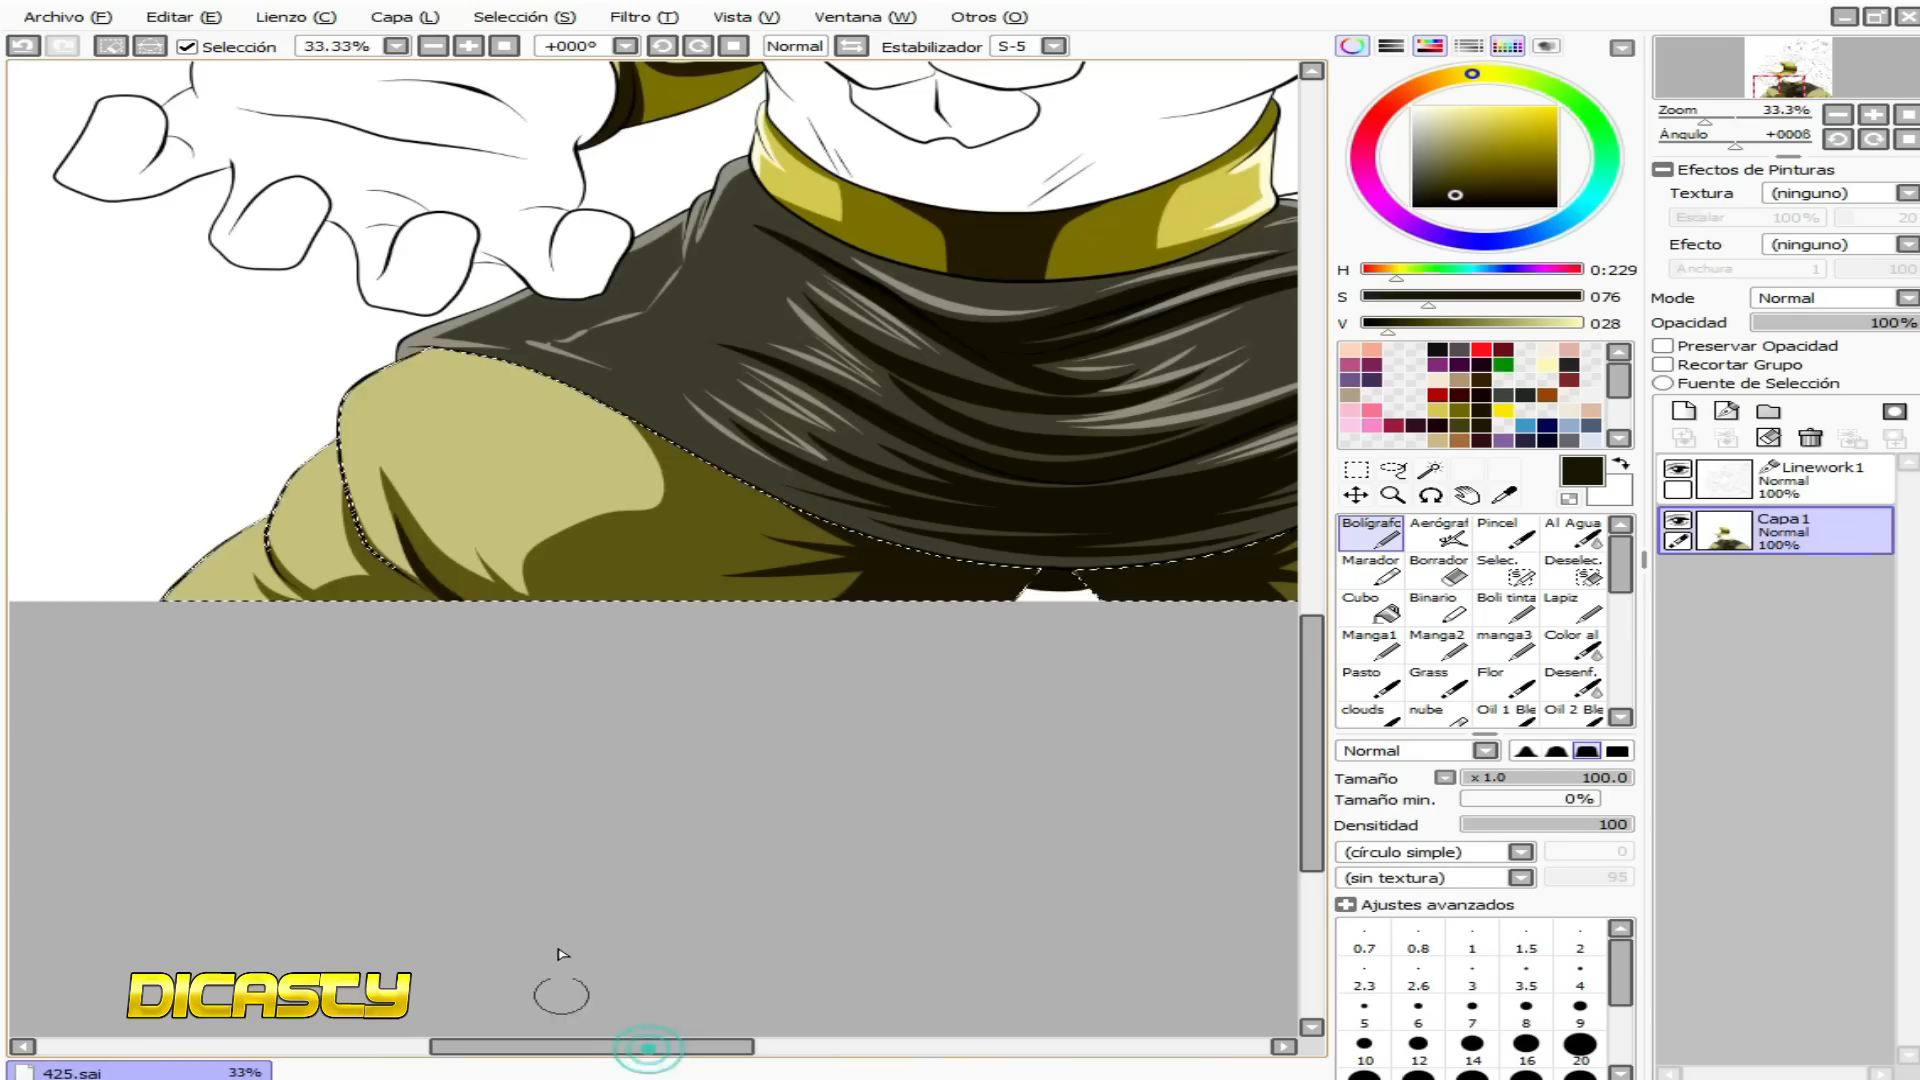 Archivo (F) Editar (E) Lienzo (C) Capa (L) Selección (S) Filtro (T) Vista (V) Ventana (W) Otros (O)
Selección 33.33% +000º Normal Estabilizador S-5
Zoom 33.3%
Ángulo +0008
Efectos de Pinturas
Textura (ninguno)
Escalar 100% 20
Efecto (ninguno)
Anchura 1 100
H 0:229
S 076
V 028
Mode Normal
Opacidad 100%
Preservar Opacidad
Recortar Grupo
Fuente de Selección
Linework1
Normal
100%
Capa1
Normal
100%
Bolígrafc Aerógraf Pincel Al Agua
Marador Borrador Selec. Deselec.
Cubo Binario Boli tinta Lapiz
Manga1 Manga2 manga3 Color al
Pasto Grass Flor Desenf.
clouds nube Oil 1 Ble Oil 2 Ble
Normal
Tamaño x 1.0 100.0
Tamaño min. 0%
Densitidad 100
(círculo simple) 0
(sin textura) 95
Ajustes avanzados
0.7 0.8 1 1.5 2
2.3 2.6 3 3.5 4
5 6 7 8 9
10 12 14 16 20
DICASTY
425.sai 33%